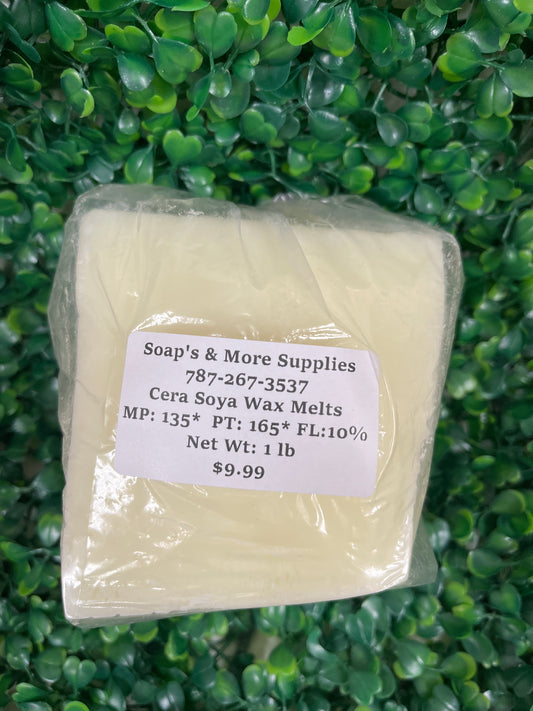 Soap's & More Supplies
787-267-3537
Cera Soya Wax Melts
MP: 135* PT: 165* FL:10%
Net Wt: 1 lb
$9.99